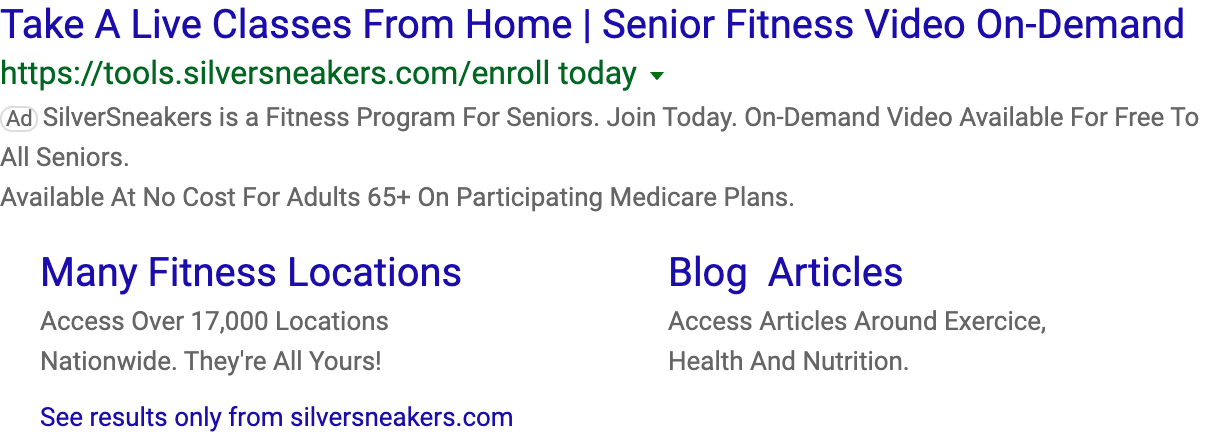 Take A Live Classes From Home | Senior Fitness Video On-Demand
https://tools.silversneakers.com/enroll today
Ad SilverSneakers is a Fitness Program For Seniors. Join Today. On-Demand Video Available For Free To
All Seniors.
Available At No Cost For Adults 65+ On Participating Medicare Plans.
Many Fitness Locations
Access Over 17,000 Locations
Nationwide. They're All Yours!
Blog Articles
Access Articles Around Exercice,
Health And Nutrition.
See results only from silversneakers.com